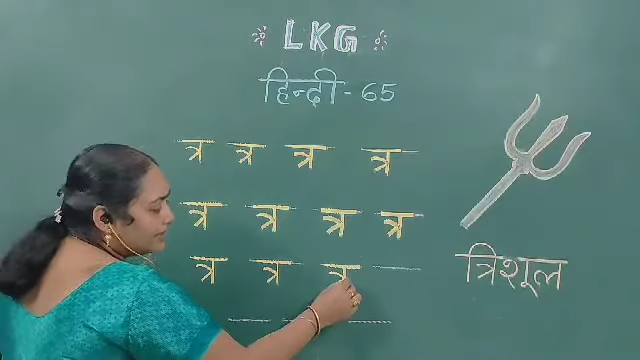 LKG
हिन्दी - 65
त्र त्र त्र त्र
त्र त्र त्र त्र
त्र त्र त्र
त्रिशूल